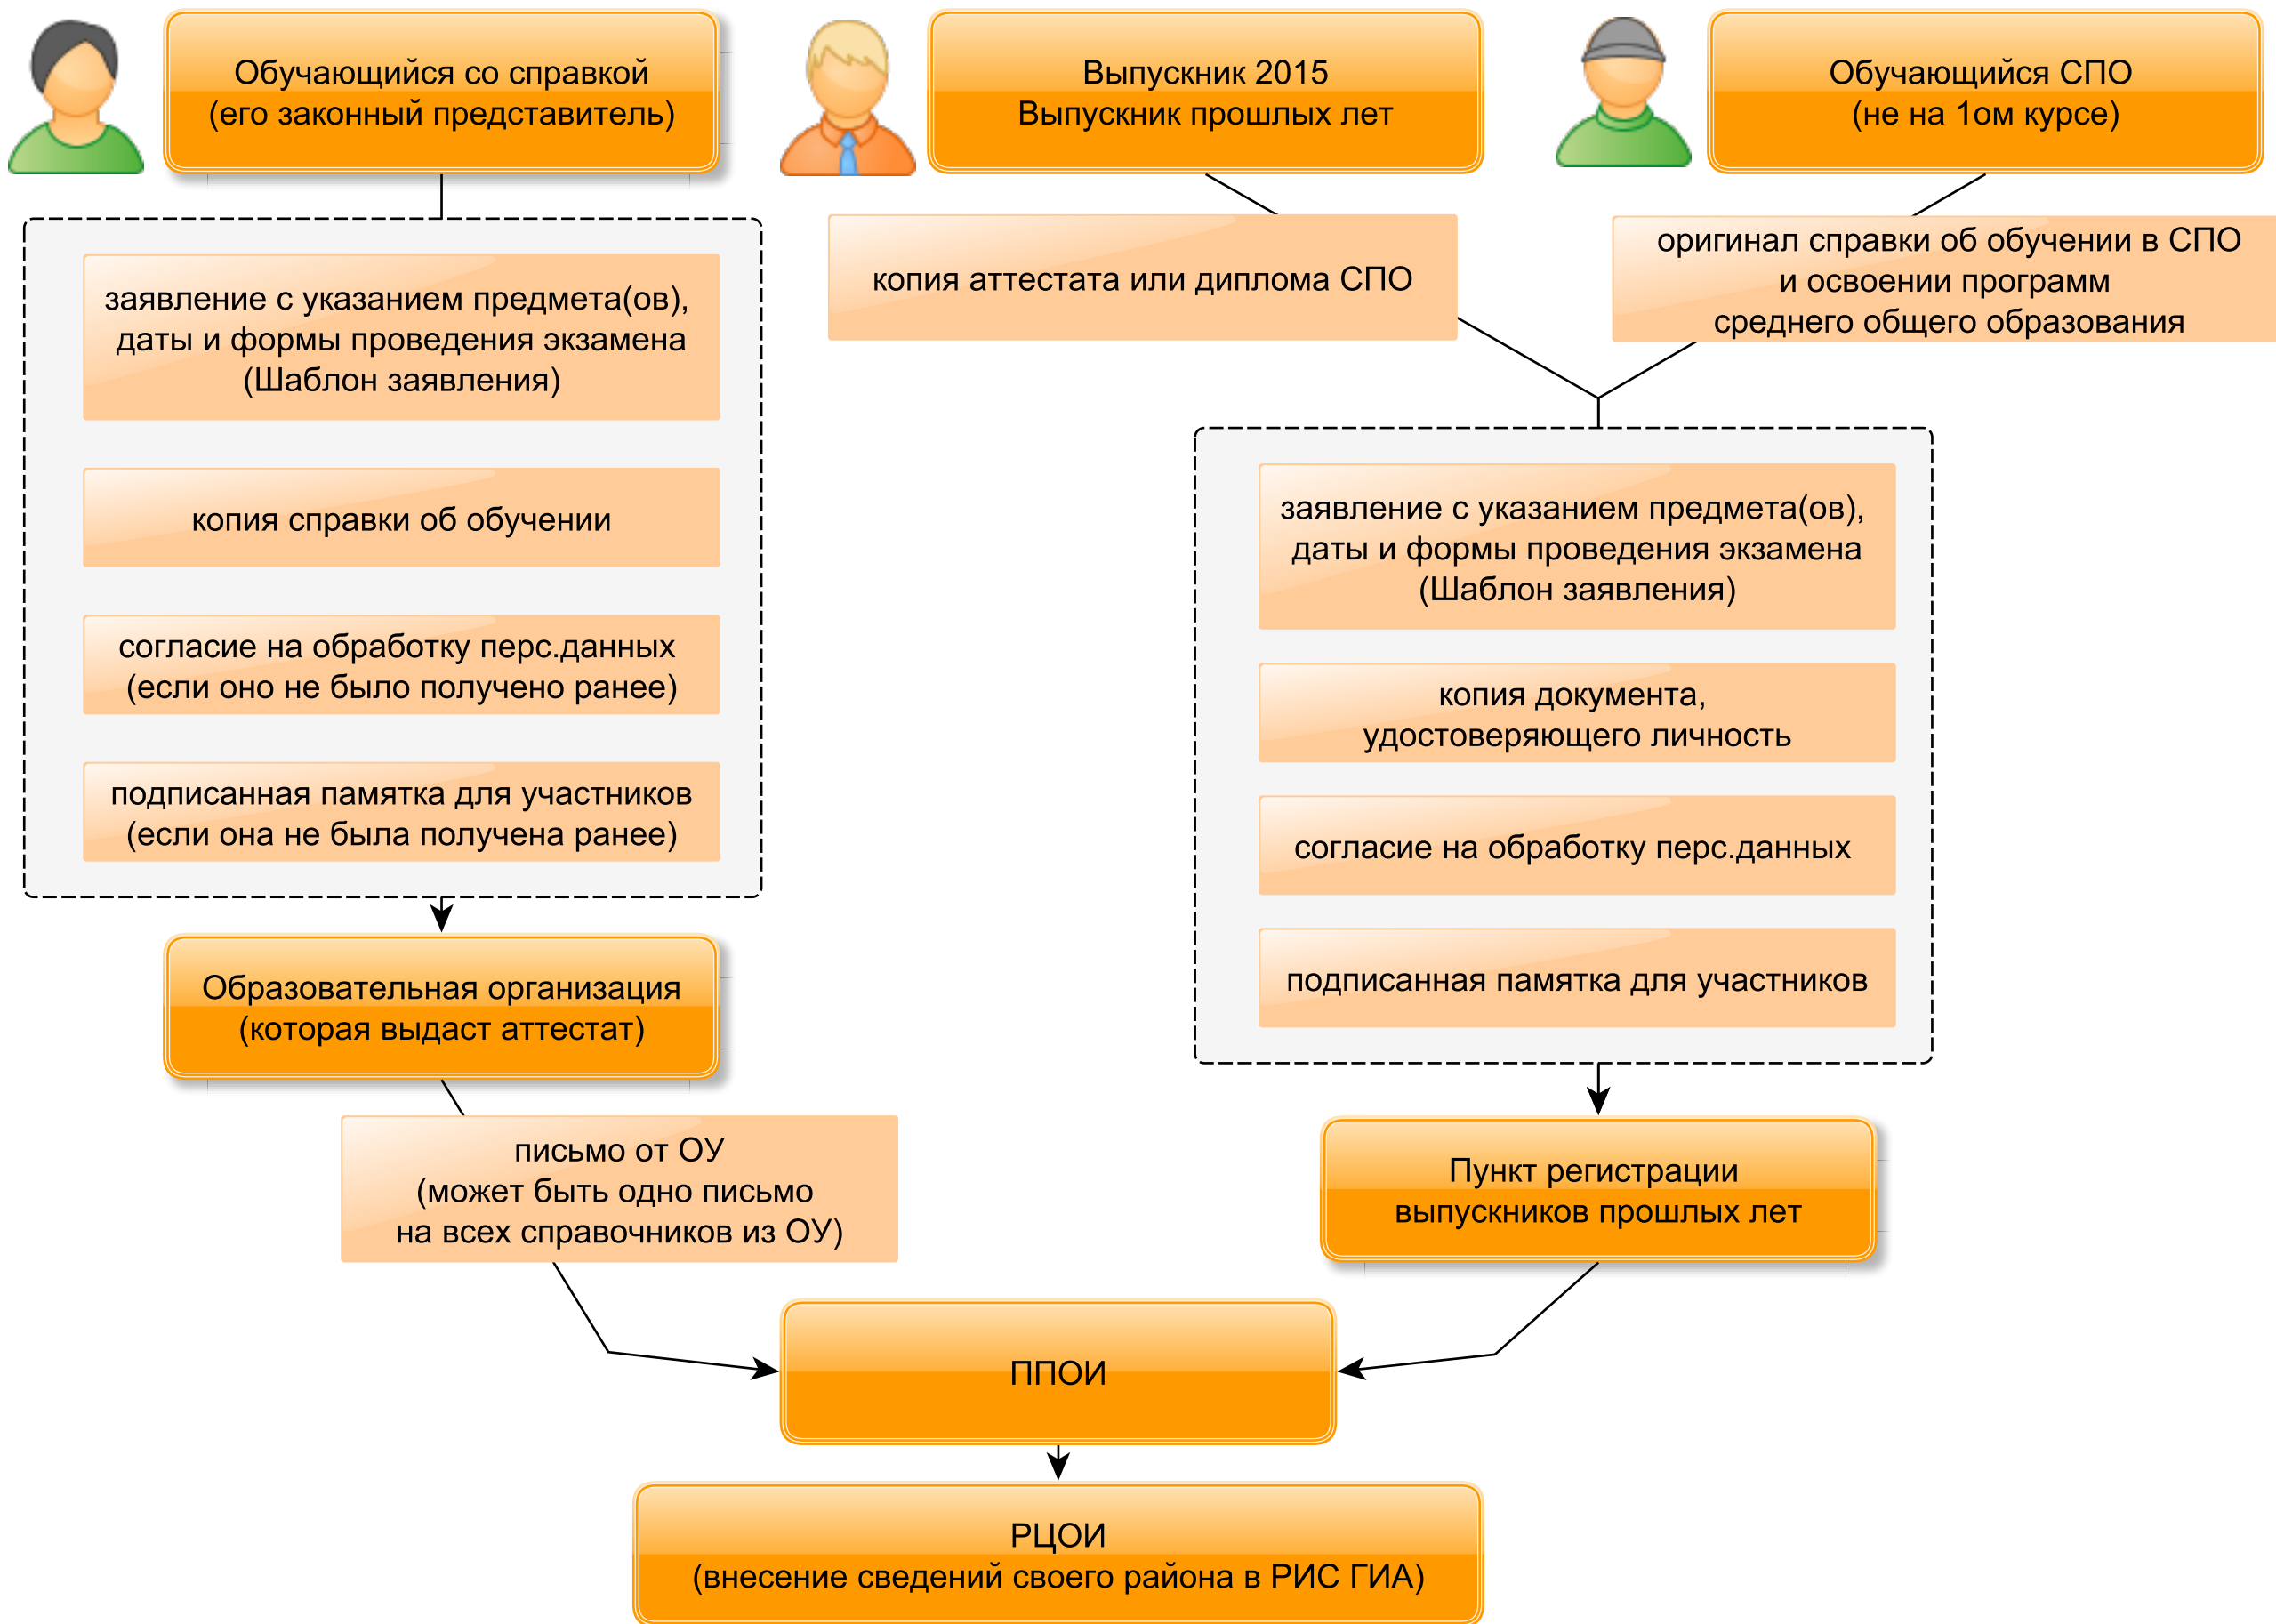 Обучающийся со справкой
(его законный представитель)
Выпускник 2015
Выпускник прошлых лет
Обучающийся СПО
(не на 1ом курсе)
заявление с указанием предмета(ов),
даты и формы проведения экзамена
(Шаблон заявления)
копия справки об обучении
согласие на обработку перс.данных
(если оно не было получено ранее)
подписанная памятка для участников
(если она не была получена ранее)
Образовательная организация
(которая выдаст аттестат)
письмо от ОУ
(может быть одно письмо
на всех справочников из ОУ)
копия аттестата или диплома СПО
оригинал справки об обучении в СПО
и освоении программ
среднего общего образования
заявление с указанием предмета(ов),
даты и формы проведения экзамена
(Шаблон заявления)
копия документа,
удостоверяющего личность
согласие на обработку перс.данных
подписанная памятка для участников
Пункт регистрации
выпускников прошлых лет
ППОИ
РЦОИ
(внесение сведений своего района в РИС ГИА)